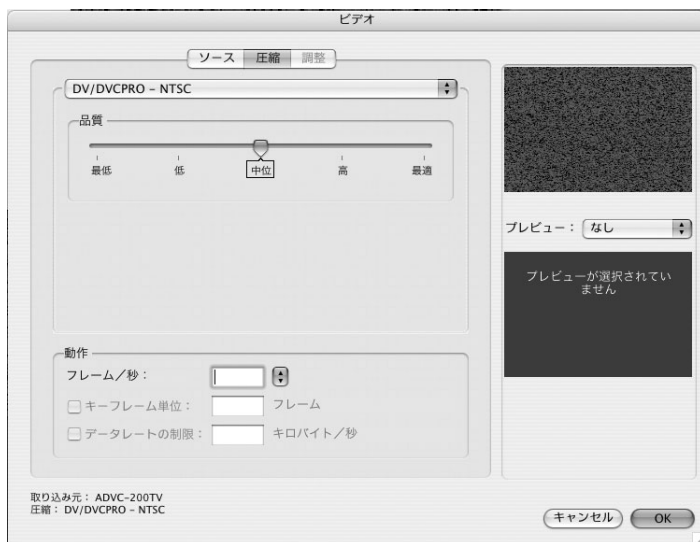 ビデオ
ソース 圧縮 調整
DV/DVCPRO - NTSC
品質
最低 低 中位 高 最適
プレビュー： なし
プレビューが選択されてい
ません
動作
フレーム／秒：
キーフレーム単位： フレーム
データレートの制限： キロバイト／秒
取り込み元： ADVC-200TV
圧縮： DV/DVCPRO - NTSC
キャンセル OK